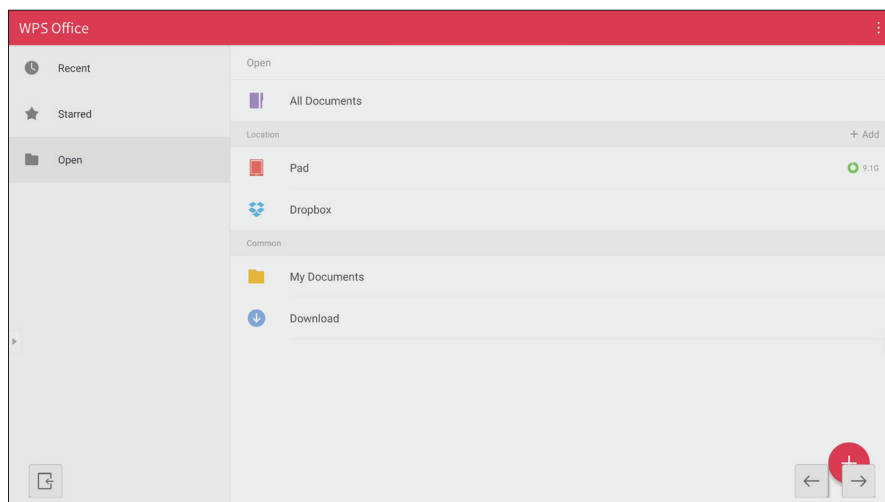 WPS Office
Recent
Starred
Open
Open
All Documents
Location
+ Add
Pad
9.1G
Dropbox
Common
My Documents
Download